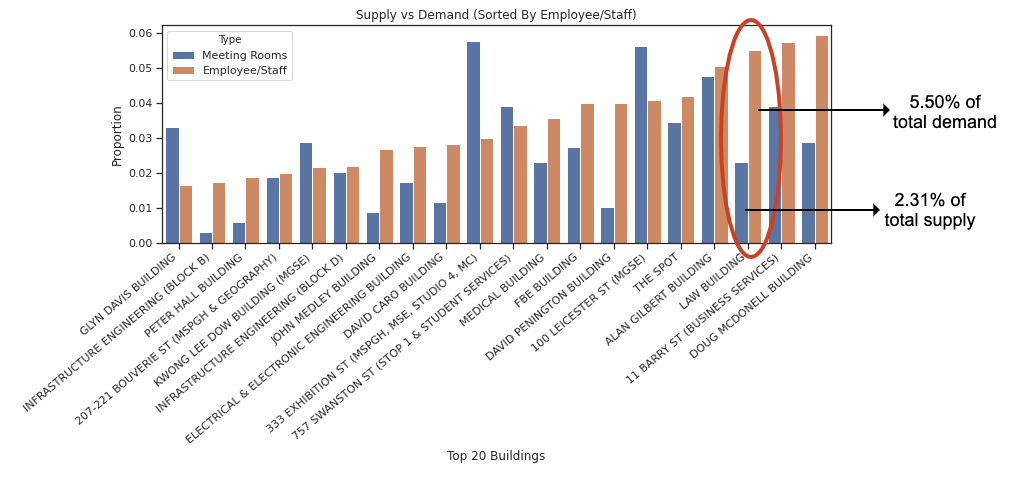 Supply vs Demand (Sorted By Employee/Staff)
Type
Meeting Rooms
Employee/Staff
Proportion
0.06
0.05
0.04
0.03
0.02
0.01
0.00
5.50% of
total demand
2.31% of
total supply
GLYN DAVIS BUILDING
INFRASTRUCTURE ENGINEERING (BLOCK B)
PETER HALL BUILDING
207-221 BOUVERIE ST (MSPGH & GEOGRAPHY)
KWONG LEE DOW BUILDING (MGSE)
INFRASTRUCTURE ENGINEERING (BLOCK D)
JOHN MEDLEY BUILDING
ELECTRICAL & ELECTRONIC ENGINEERING BUILDING
DAVID CARO BUILDING
333 EXHIBITION ST (MSPGH, MSE, STUDIO 4, MC)
757 SWANSTON ST (STOP 1 & STUDENT SERVICES)
MEDICAL BUILDING
FBE BUILDING
DAVID PENINGTON BUILDING
100 LEICESTER ST (MGSE)
THE SPOT
ALAN GILBERT BUILDING
LAW BUILDING
11 BARRY ST (BUSINESS SERVICES)
DOUG MCDONELL BUILDING
Top 20 Buildings